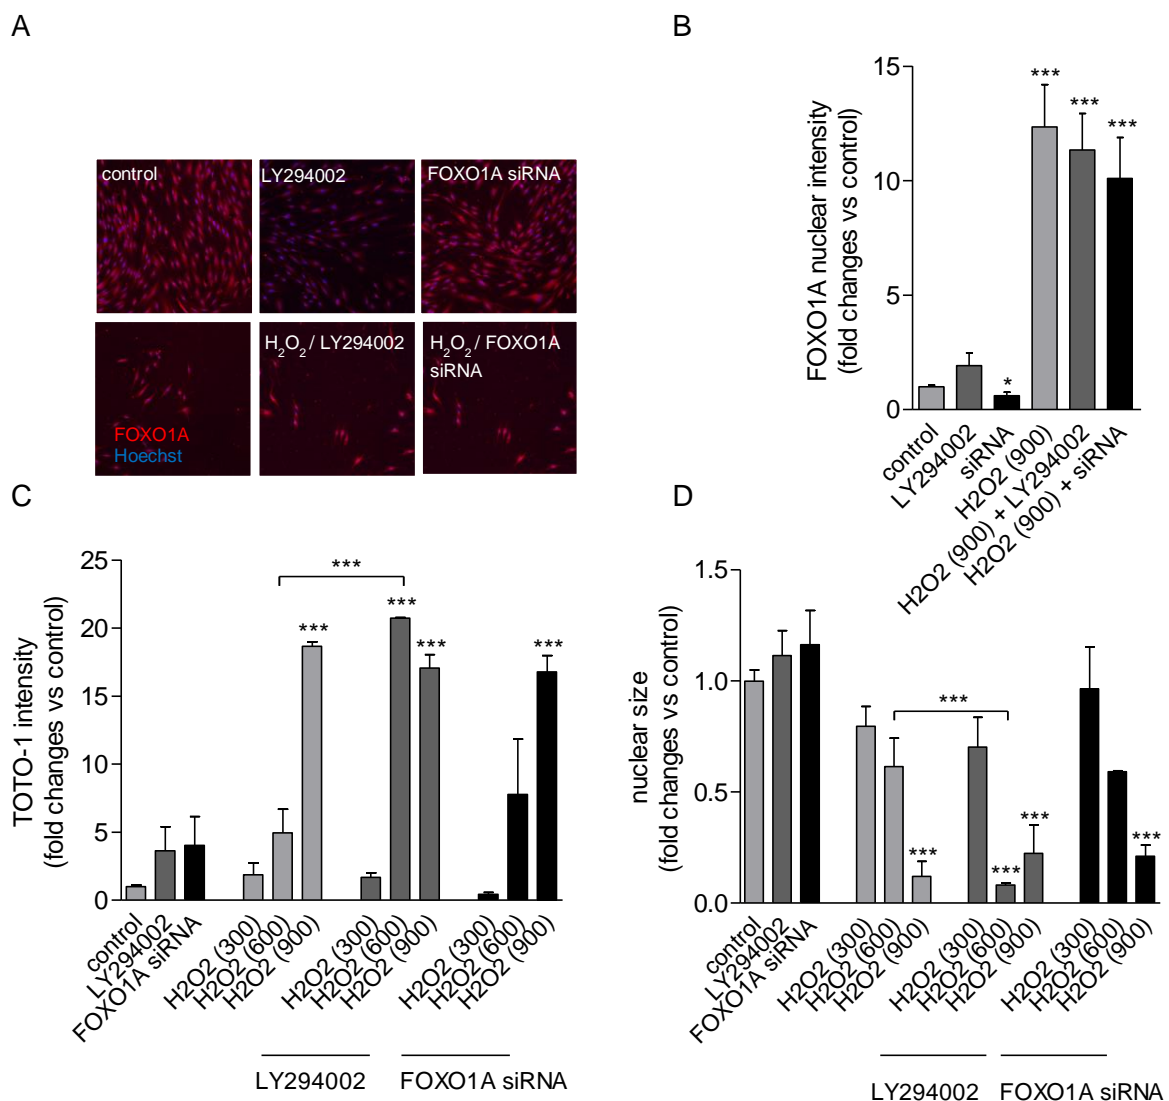 A
control
LY294002
FOXO1A siRNA
H2O2 / LY294002
H2O2 / FOXO1A
siRNA
FOXO1A
Hoechst
B
FOXO1A nuclear intensity
(fold changes vs control)
15
10
5
0
***
***
***
*
control
LY294002
siRNA
H2O2 (900)
H2O2 (900) + LY294002
H2O2 (900) + siRNA
C
TOTO-1 intensity
(fold changes vs control)
25
20
15
10
5
0
***
***
***
***
***
control
LY294002
FOXO1A siRNA
H2O2 (300)
H2O2 (600)
H2O2 (900)
H2O2 (300)
H2O2 (600)
H2O2 (900)
H2O2 (300)
H2O2 (600)
H2O2 (900)
LY294002
FOXO1A siRNA
D
nuclear size
(fold changes vs control)
1.5
1.0
0.5
0.0
***
***
***
***
***
control
LY294002
FOXO1A siRNA
H2O2 (300)
H2O2 (600)
H2O2 (900)
H2O2 (300)
H2O2 (600)
H2O2 (900)
H2O2 (300)
H2O2 (600)
H2O2 (900)
LY294002
FOXO1A siRNA